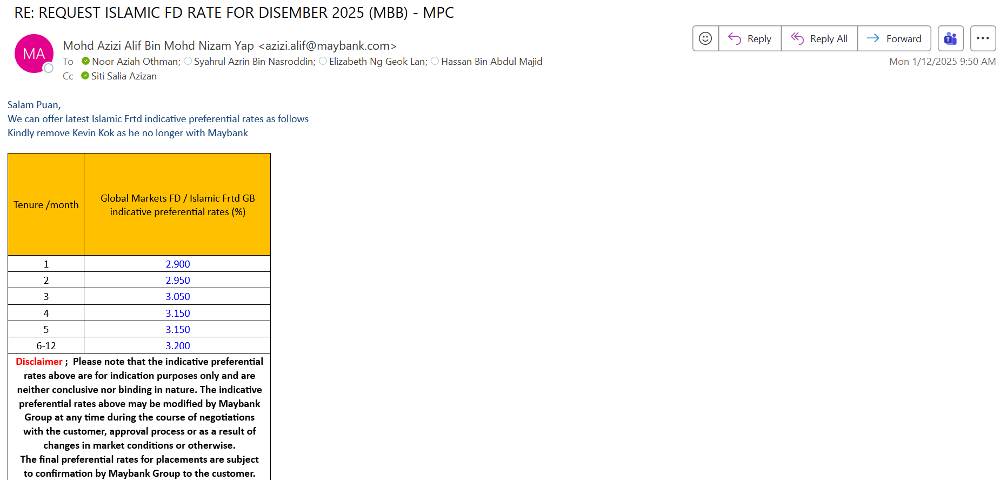 RE: REQUEST ISLAMIC FD RATE FOR DISEMBER 2025 (MBB) - MPC
MA
Mohd Azizi Alif Bin Mohd Nizam Yap <azizi.alif@maybank.com>
To Noor Aziah Othman; Syahrul Azrin Bin Nasroddin; Elizabeth Ng Geok Lan; Hassan Bin Abdul Majid
Cc Siti Salia Azizan
Reply
Reply All
Forward
Mon 1/12/2025 9:50 AM
Salam Puan,
We can offer latest Islamic Frtd indicative preferential rates as follows
Kindly remove Kevin Kok as he no longer with Maybank
Tenure /month
Global Markets FD / Islamic Frtd GB
indicative preferential rates (%)
1 2.900
2 2.950
3 3.050
4 3.150
5 3.150
6-12 3.200
Disclaimer ; Please note that the indicative preferential
rates above are for indication purposes only and are
neither conclusive nor binding in nature. The indicative
preferential rates above may be modified by Maybank
Group at any time during the course of negotiations
with the customer, approval process or as a result of
changes in market conditions or otherwise.
The final preferential rates for placements are subject
to confirmation by Maybank Group to the customer.